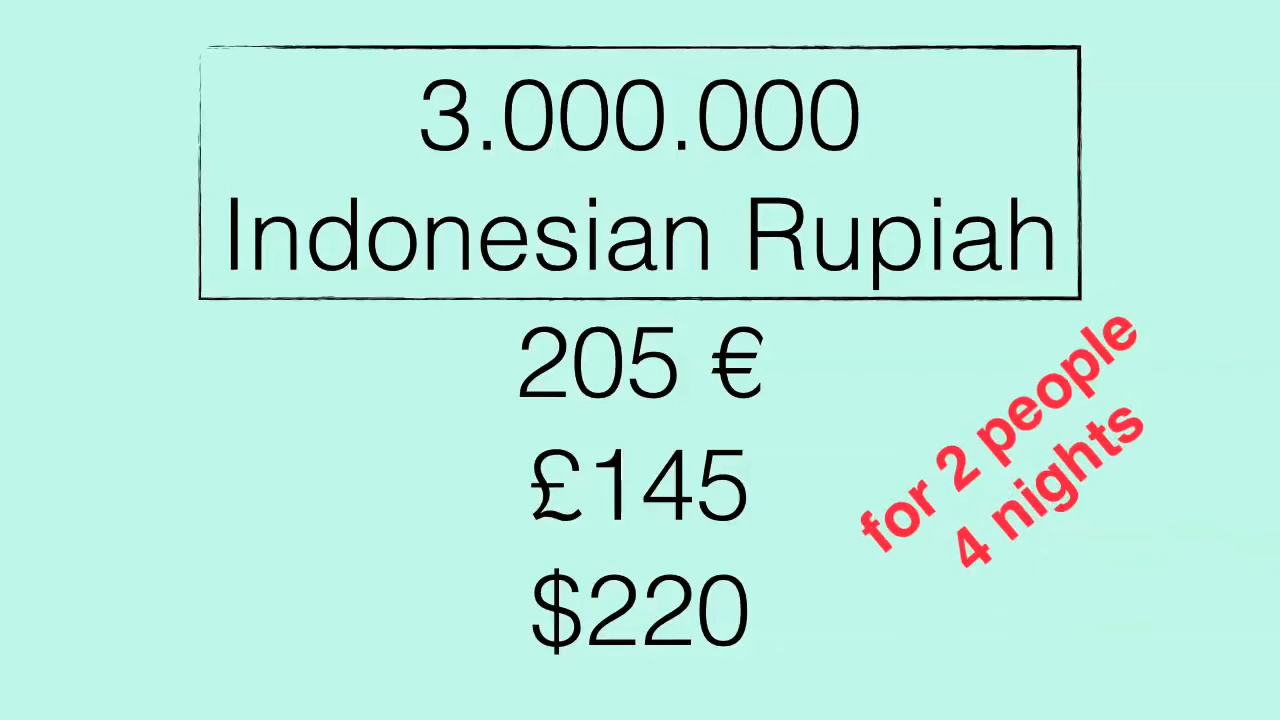 3.000.000
Indonesian Rupiah
205 €
£145
$220
for 2 people
4 nights